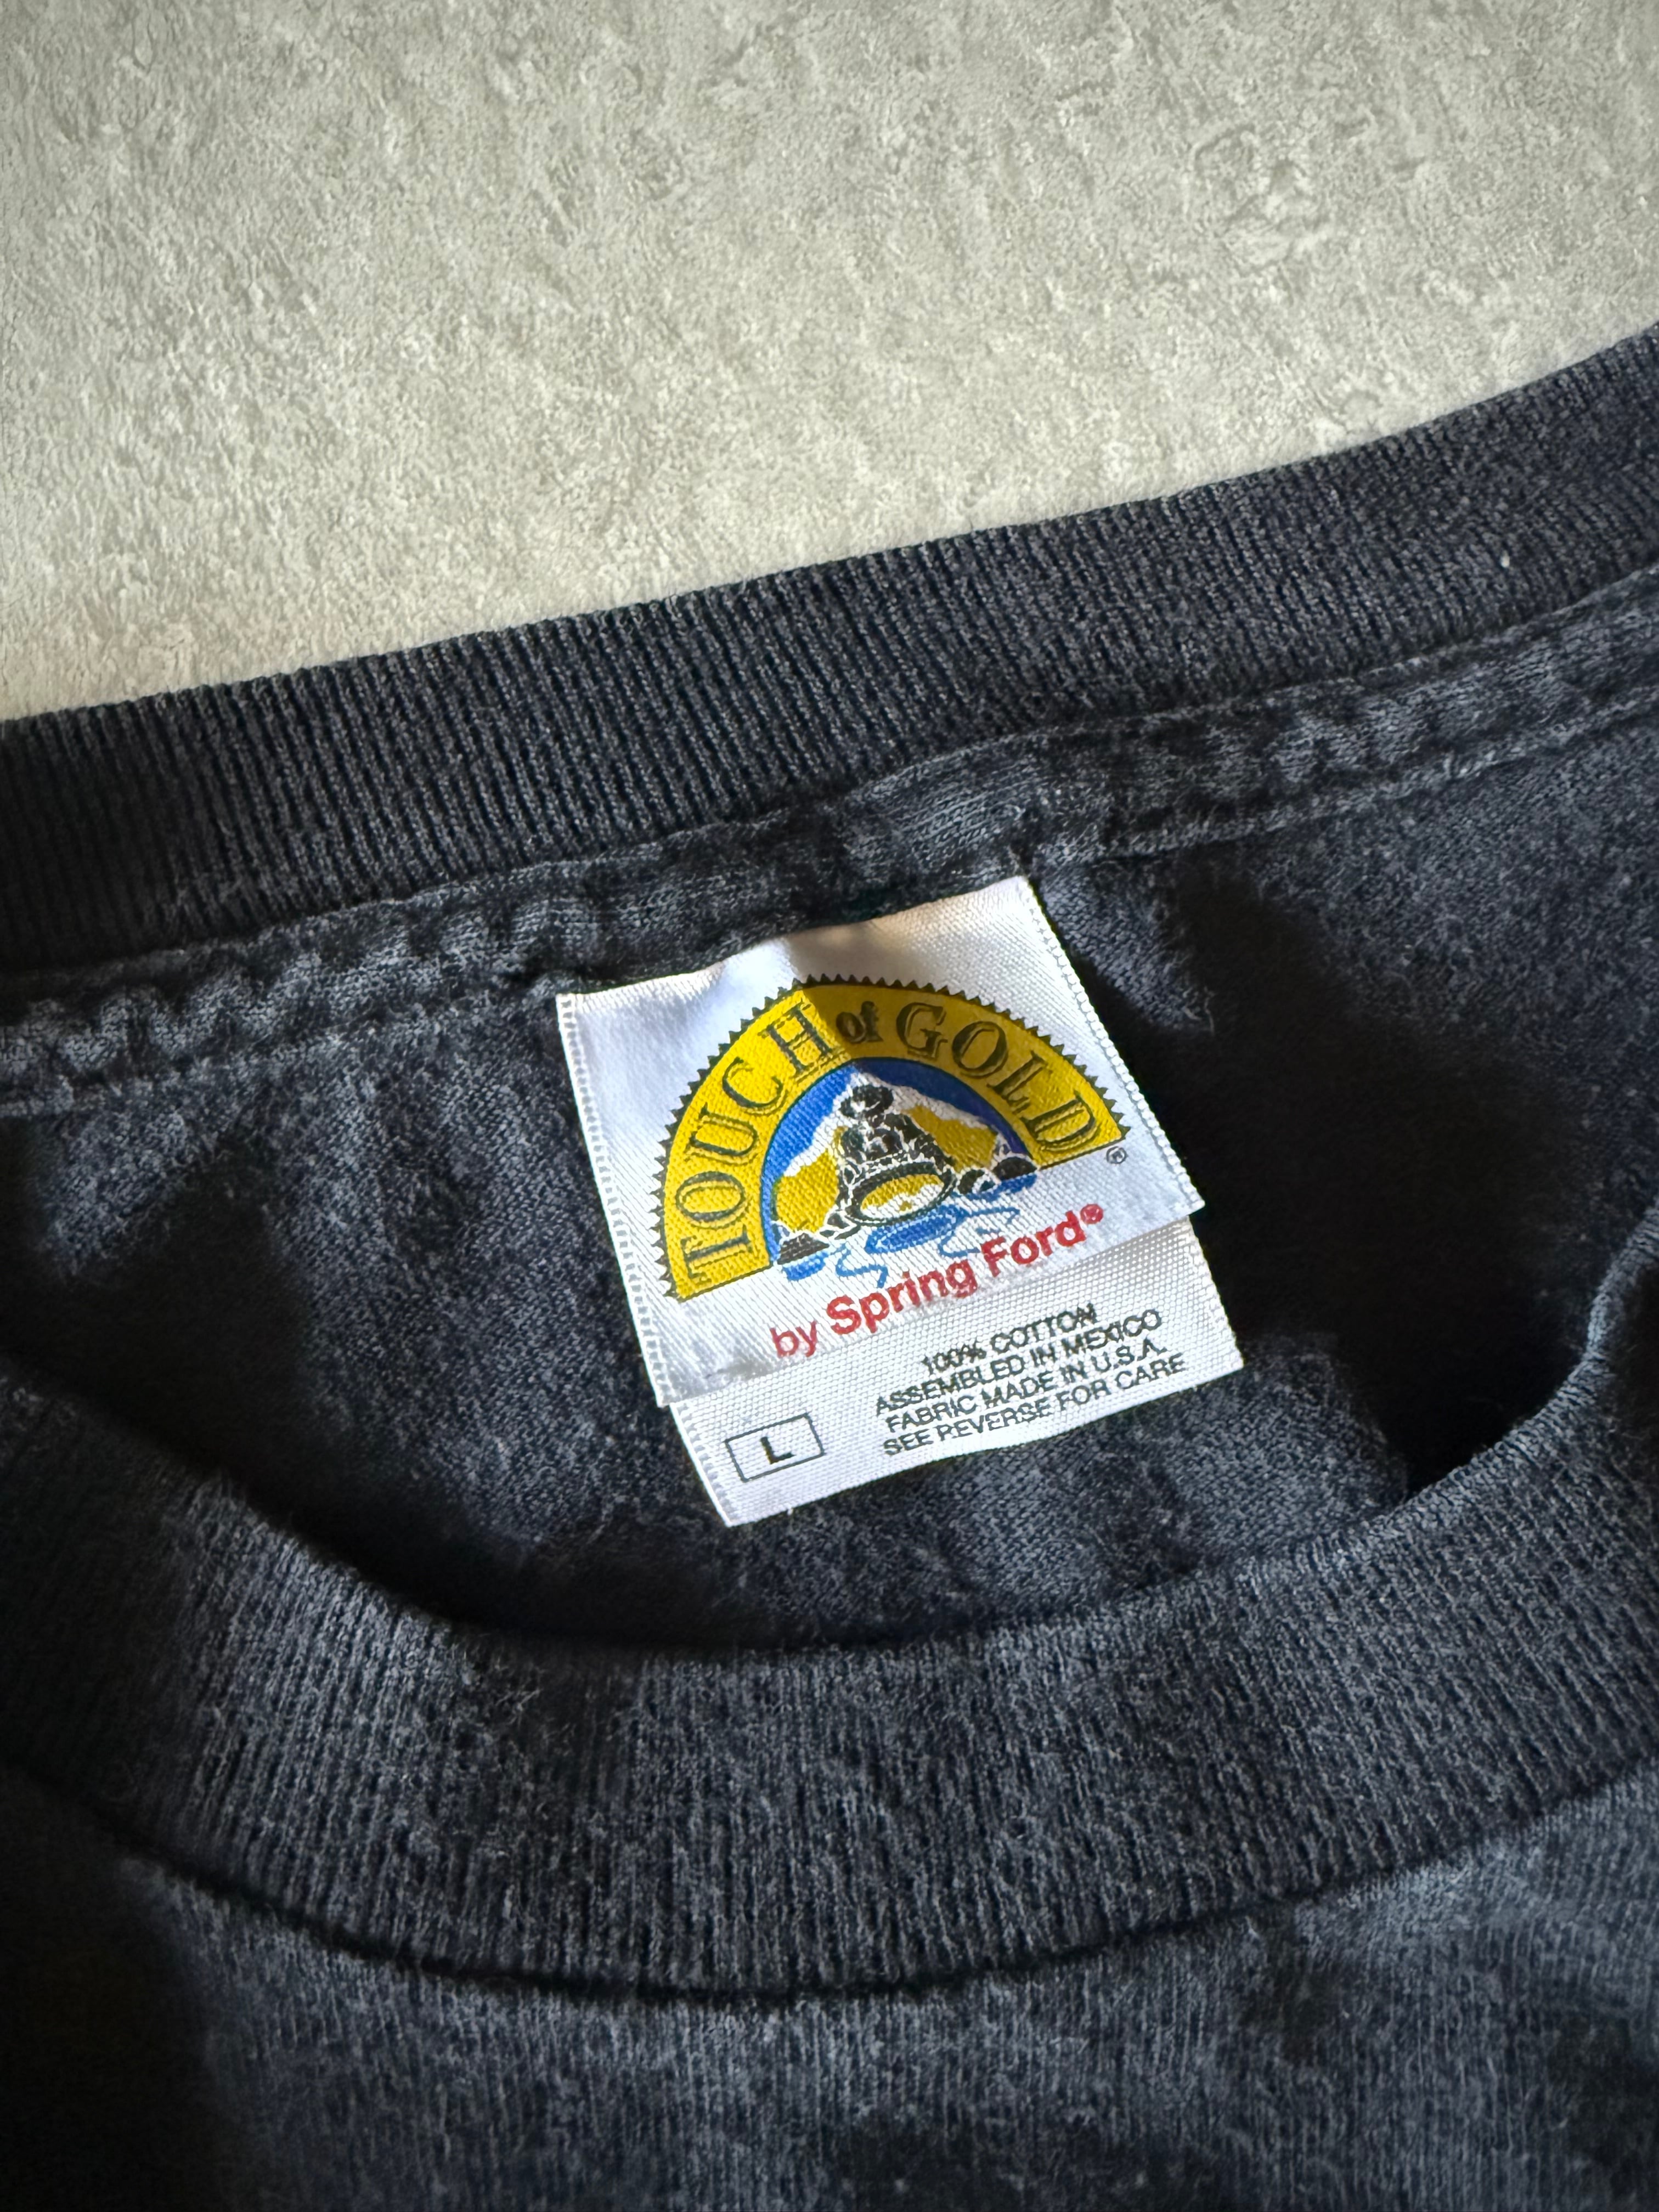 TOUCH of GOLD®
by Spring Ford®
100% COTTON
ASSEMBLED IN MEXICO
FABRIC MADE IN U.S.A.
SEE REVERSE FOR CARE
L